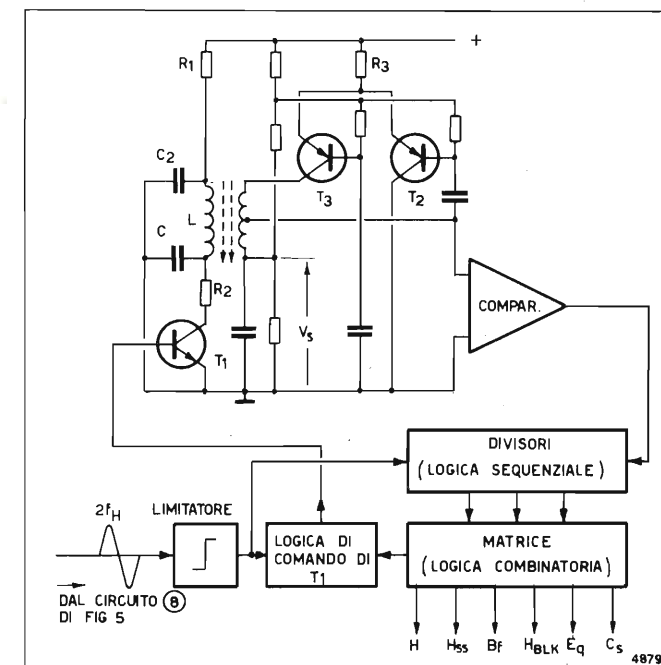 +
R1
R3
C2
T3
T2
L
C
R2
COMPAR.
Vs
T1
DIVISORI
(LOGICA SEQUENZIALE)
2fH
LIMITATORE
LOGICA DI
COMANDO DI
T1
MATRICE
(LOGICA COMBINATORIA)
DAL CIRCUITO 8
DI FIG 5
H HSS Bf HBLK Eq Cs
4879